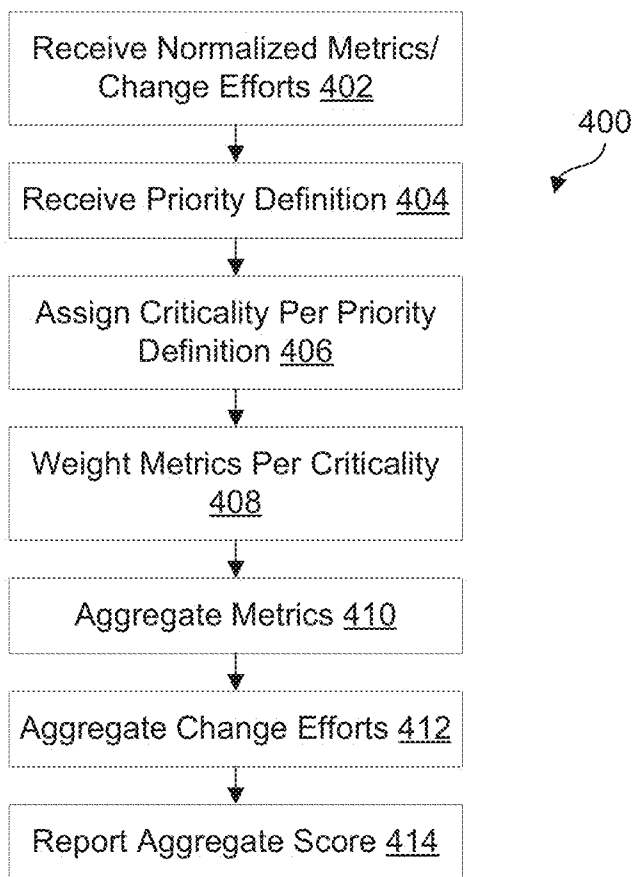 Receive Normalized Metrics/
Change Efforts 402
400
Receive Priority Definition 404
Assign Criticality Per Priority
Definition 406
Weight Metrics Per Criticality
408
Aggregate Metrics 410
Aggregate Change Efforts 412
Report Aggregate Score 414